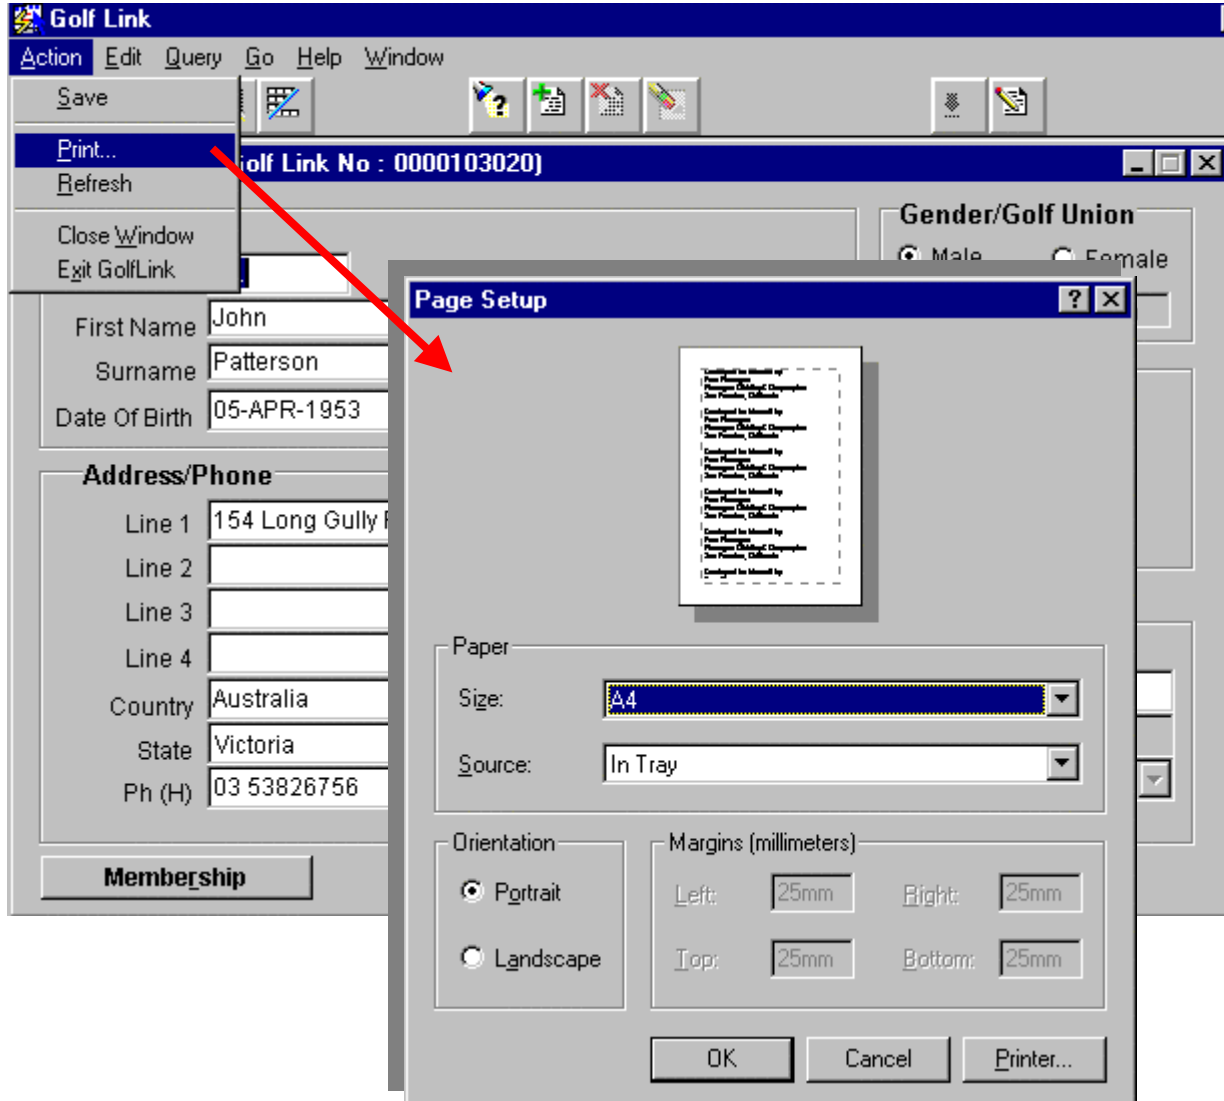 Golf Link
Action Edit Query Go Help Window
Save
Print...
Refresh
Close Window
Exit GolfLink
olf Link No : 0000103020)
Gender/Golf Union
Male Female
First Name John
Surname Patterson
Date Of Birth 05-APR-1953
Address/Phone
Line 1 154 Long Gully
Line 2
Line 3
Line 4
Country Australia
State Victoria
Ph (H) 03 53826756
Membership
Page Setup
Paper
Size: A4
Source: In Tray
Orientation
Portrait
Landscape
Margins (millimeters)
Left: 25mm Right: 25mm
Top: 25mm Bottom: 25mm
OK Cancel Printer...